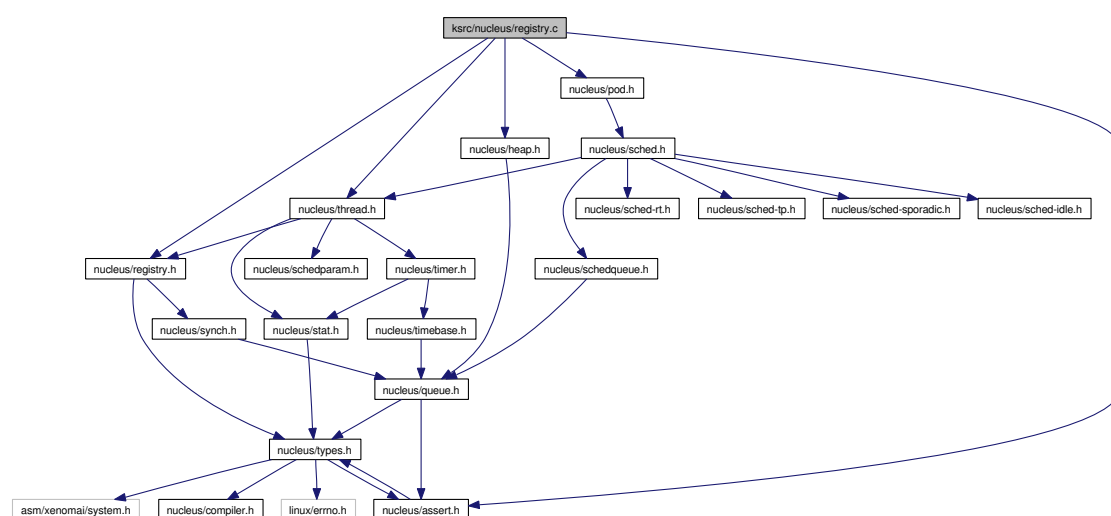 ksrc/nucleus/registry.c
nucleus/pod.h
nucleus/heap.h
nucleus/sched.h
nucleus/thread.h
nucleus/sched-rt.h
nucleus/sched-tp.h
nucleus/sched-sporadic.h
nucleus/sched-idle.h
nucleus/registry.h
nucleus/schedparam.h
nucleus/timer.h
nucleus/schedqueue.h
nucleus/synch.h
nucleus/stat.h
nucleus/timebase.h
nucleus/queue.h
nucleus/types.h
asm/xenomai/system.h
nucleus/compiler.h
linux/errno.h
nucleus/assert.h